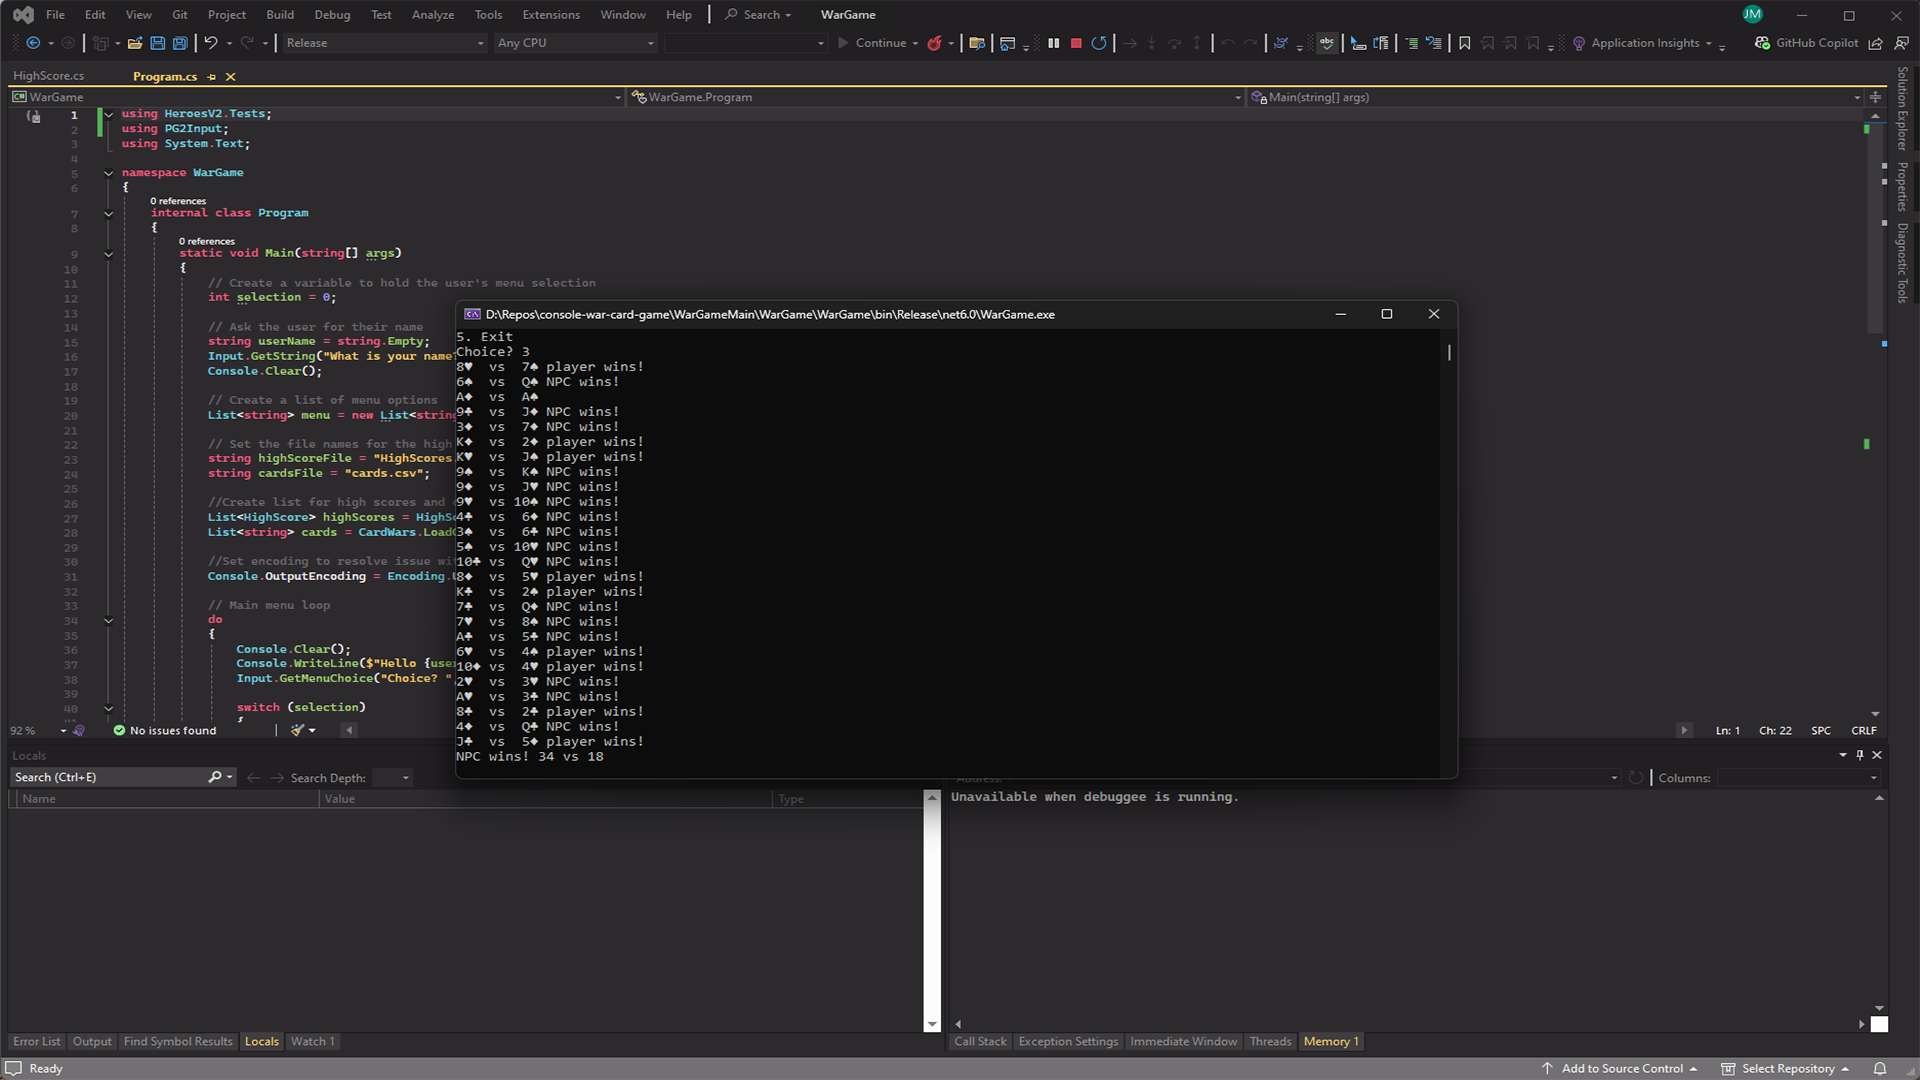 File Edit View Git Project Build Debug Test Analyze Tools Extensions Window Help Search WarGame JM
Release Any CPU Continue Application Insights GitHub Copilot
HighScore.cs Program.cs
WarGame WarGame.Program Main(string[] args)
1 using HeroesV2.Tests;
2 using PG2Input;
3 using System.Text;
4
5 namespace WarGame
6 {
0 references
7 internal class Program
8 {
0 references
9 static void Main(string[] args)
10 {
11 // Create a variable to hold the user's menu selection
12 int selection = 0;
13
14 // Ask the user for their name
15 string userName = string.Empty;
16 Input.GetString("What is your name?
17 Console.Clear();
18
19 // Create a list of menu options
20 List<string> menu = new List<string
21
22 // Set the file names for the high
23 string highScoreFile = "HighScores.
24 string cardsFile = "cards.csv";
25
26 //Create list for high scores and
27 List<HighScore> highScores =
28 List<string> cards =
29
30 //Set encoding to resolve issue
31 Console.OutputEncoding =
32
33 // Main menu loop
34 do
35 {
36 Console.Clear();
37 Console.WriteLine($"Hello
38 Input.GetMenuChoice("Choice? "
39
40 switch (selection)
{
92 % No issues found Ln: 1 Ch: 22 SPC CRLF
D:\Repos\console-war-card-game\WarGameMain\WarGame\WarGame\bin\Release\net6.0\WarGame.exe
5. Exit
Choice? 3
8♥ vs 7♠ player wins!
6♠ vs Q♠ NPC wins!
A♦ vs A♠
9♣ vs J♦ NPC wins!
3♦ vs 7♦ NPC wins!
K♦ vs 2♦ player wins!
K♥ vs J♠ player wins!
9♠ vs K♠ NPC wins!
9♦ vs J♥ NPC wins!
9♥ vs 10♠ NPC wins!
4♣ vs 6♦ NPC wins!
3♠ vs 6♣ NPC wins!
5♠ vs 10♥ NPC wins!
10♣ vs Q♥ NPC wins!
8♦ vs 5♥ player wins!
K♣ vs 2♠ player wins!
7♣ vs Q♦ NPC wins!
7♥ vs 8♠ NPC wins!
A♣ vs 5♣ NPC wins!
6♥ vs 4♠ player wins!
10♦ vs 4♥ player wins!
2♥ vs 3♥ NPC wins!
A♥ vs 3♣ NPC wins!
8♣ vs 2♣ player wins!
4♦ vs Q♣ NPC wins!
J♣ vs 5♦ player wins!
NPC wins! 34 vs 18
Locals
Search (Ctrl+E) Search Depth:
Name Value Type
Address: Columns:
Unavailable when debuggee is running.
Error List Output Find Symbol Results Locals Watch 1
Call Stack Exception Settings Immediate Window Threads Memory 1
Ready Add to Source Control Select Repository
Solution Explorer
Properties
Diagnostic Tools